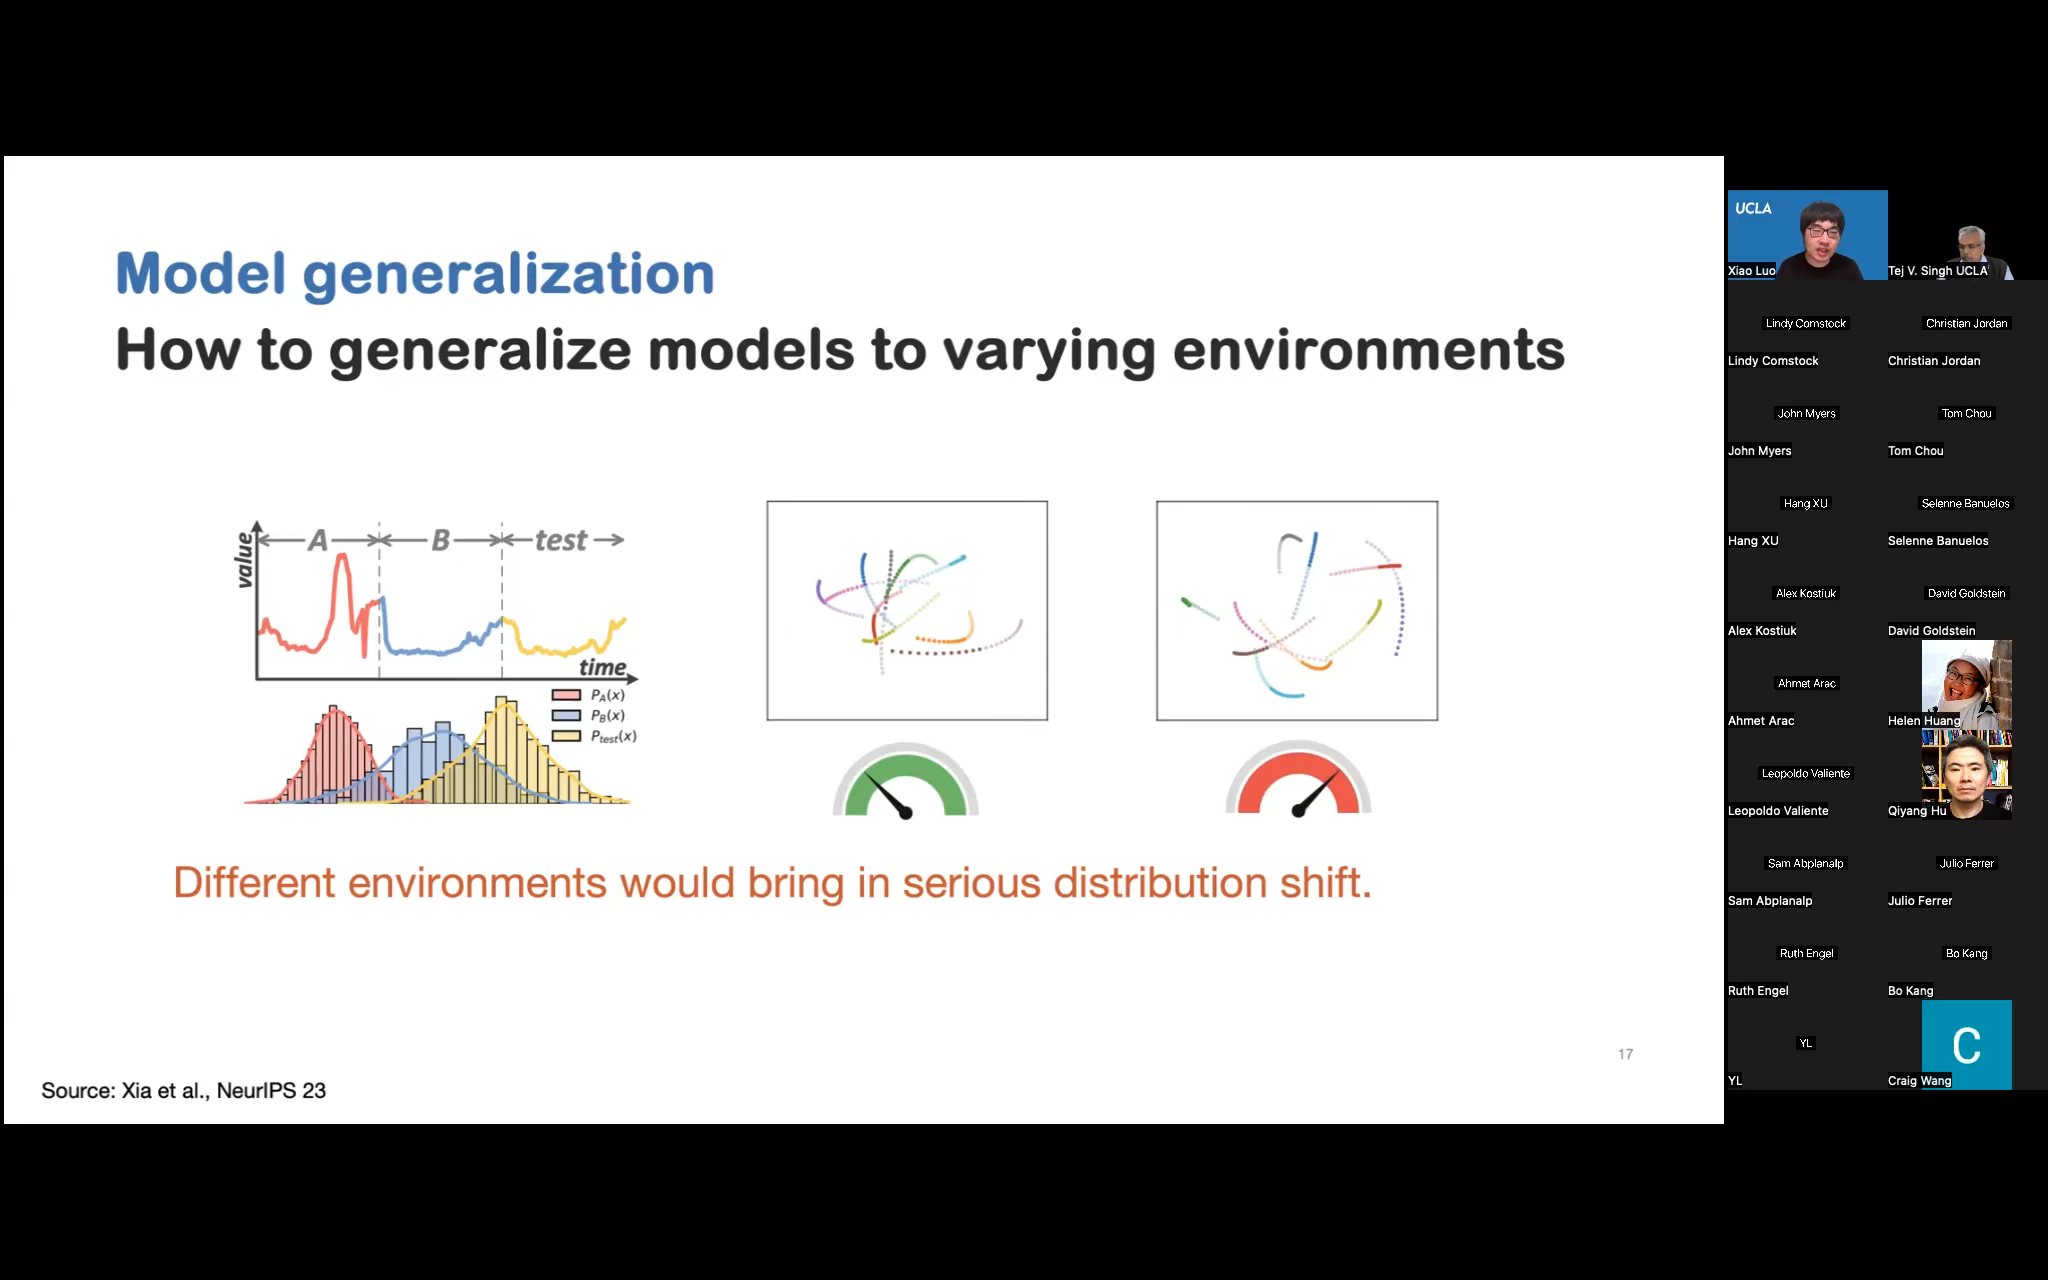 Model generalization
How to generalize models to varying environments
value
A
B
test
time
PA(x)
PB(x)
Ptest(x)
Different environments would bring in serious distribution shift.
17
Source: Xia et al., NeurIPS 23
UCLA
Xiao Luo
Tej V. Singh UCLA
Lindy Comstock
Lindy Comstock
Christian Jordan
Christian Jordan
John Myers
John Myers
Tom Chou
Tom Chou
Hang XU
Hang XU
Selenne Banuelos
Selenne Banuelos
Alex Kostiuk
Alex Kostiuk
David Goldstein
David Goldstein
Ahmet Arac
Ahmet Arac
Helen Huang
Leopoldo Valiente
Leopoldo Valiente
Qiyang Hu
Sam Abplanalp
Sam Abplanalp
Julio Ferrer
Julio Ferrer
Ruth Engel
Ruth Engel
Bo Kang
Bo Kang
YL
YL
C
Craig Wang